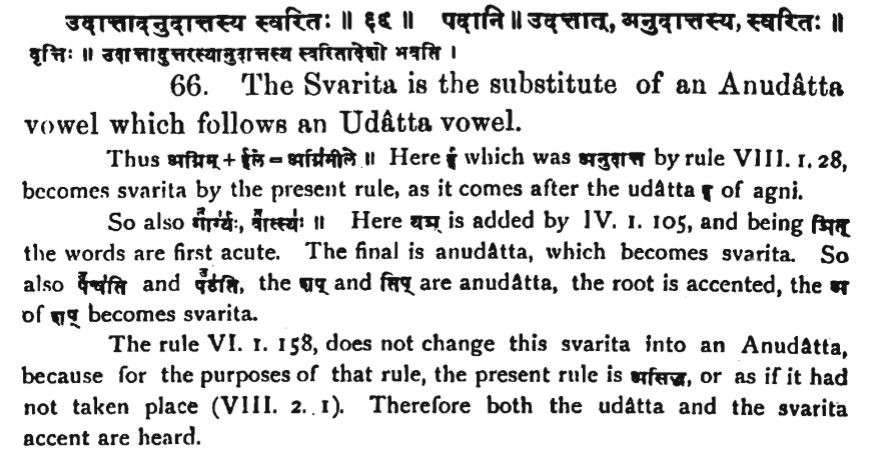 उदात्तादनुदात्तस्य स्वरितः ॥ ६६ ॥ पदानि ॥ उदत्तात्, अनुदात्तस्य, स्वरितः ॥
वृत्तिः ॥ उदात्तादुत्तरस्यानुदात्तस्य स्वरितादेशो भवति ।
66. The Svarita is the substitute of an Anudâtta
vowel which follows an Udâtta vowel.
Thus अग्निम् + ईले = अग्निमीले ॥ Here ई which was अनुदात्त by rule VIII. 1. 28,
becomes svarita by the present rule, as it comes after the udâtta इ of agni.
So also गार्ग्यः, वात्स्यः ॥ Here यञ् is added by IV. 1. 105, and being ञित्
the words are first acute. The final is anudâtta, which becomes svarita. So
also पचति and पठति, the शप् and तिप् are anudâtta, the root is accented, the अ
of शप् becomes svarita.
The rule VI. 1. 158, does not change this svarita into an Anudâtta,
because for the purposes of that rule, the present rule is असिद्ध, or as if it had
not taken place (VIII. 2. 1). Therefore both the udâtta and the svarita
accent are heard.